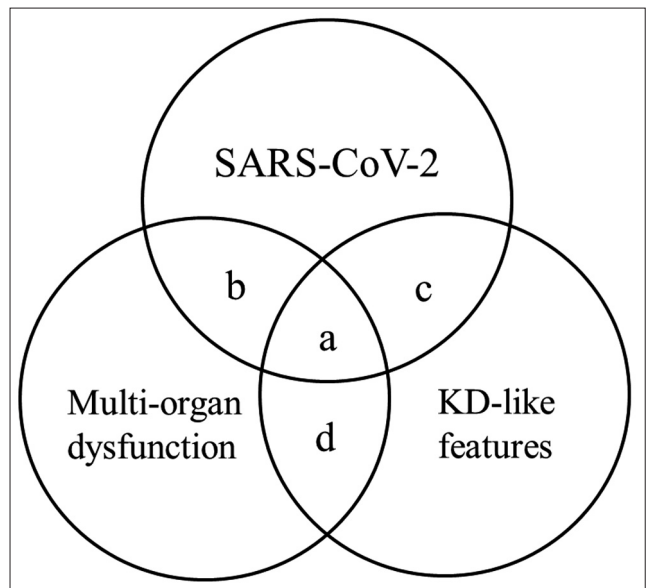 SARS-CoV-2
b
c
a
Multi-organ
dysfunction
d
KD-like
features